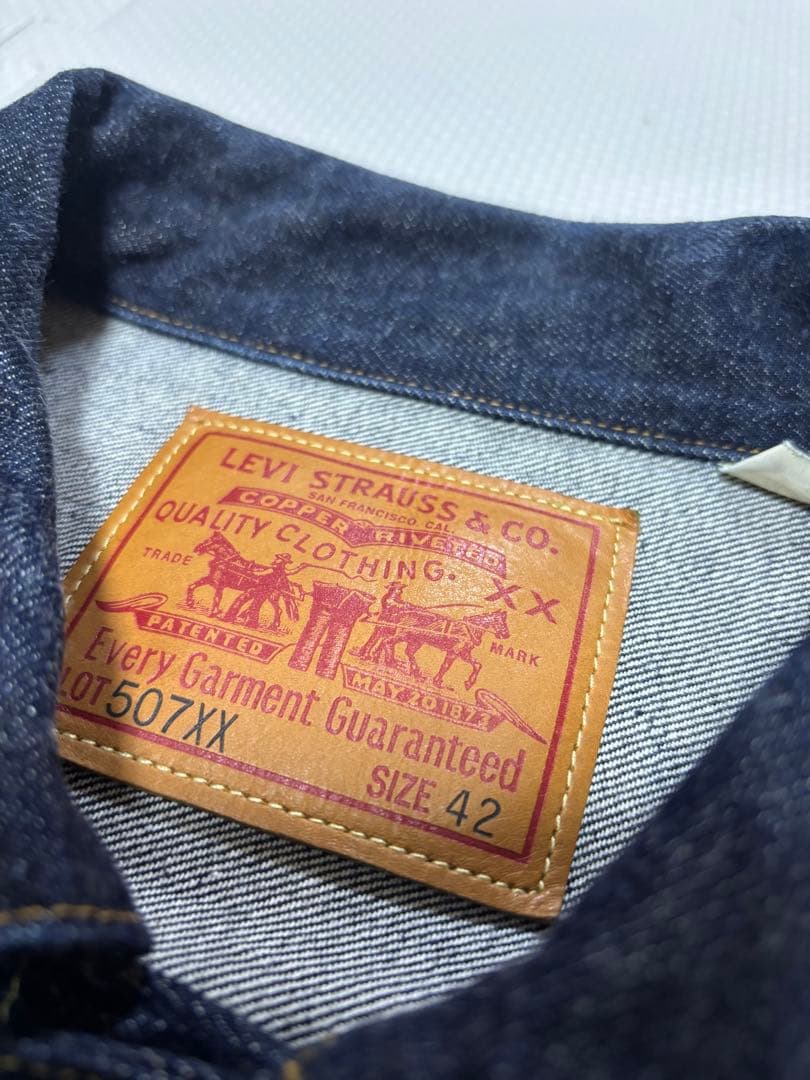 LEVI STRAUSS & CO.
SAN FRANCISCO CAL.
COPPER RIVETED
QUALITY CLOTHING.
XX
TRADE MARK
PATENTED MAY 20 1873
Every Garment Guaranteed
LOT 507XX
SIZE 42